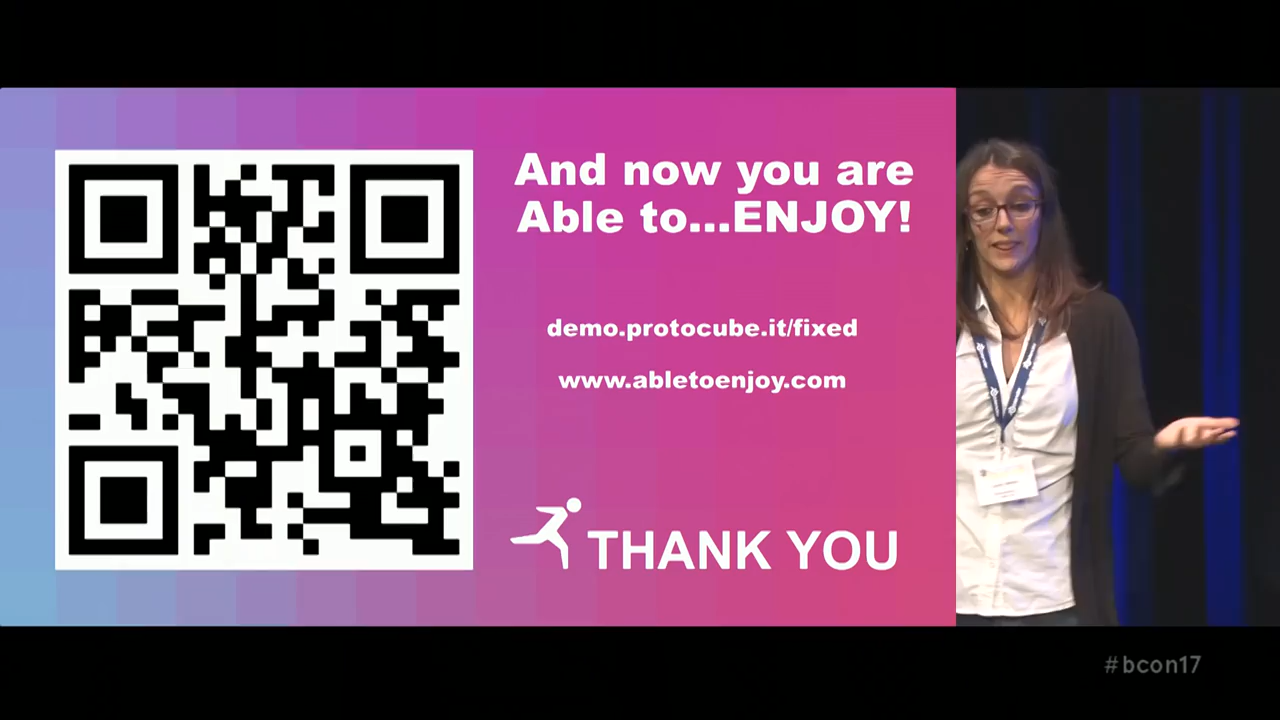 And now you are
Able to...ENJOY!
demo.protocube.it/fixed
www.abletoenjoy.com
THANK YOU
#bcon17